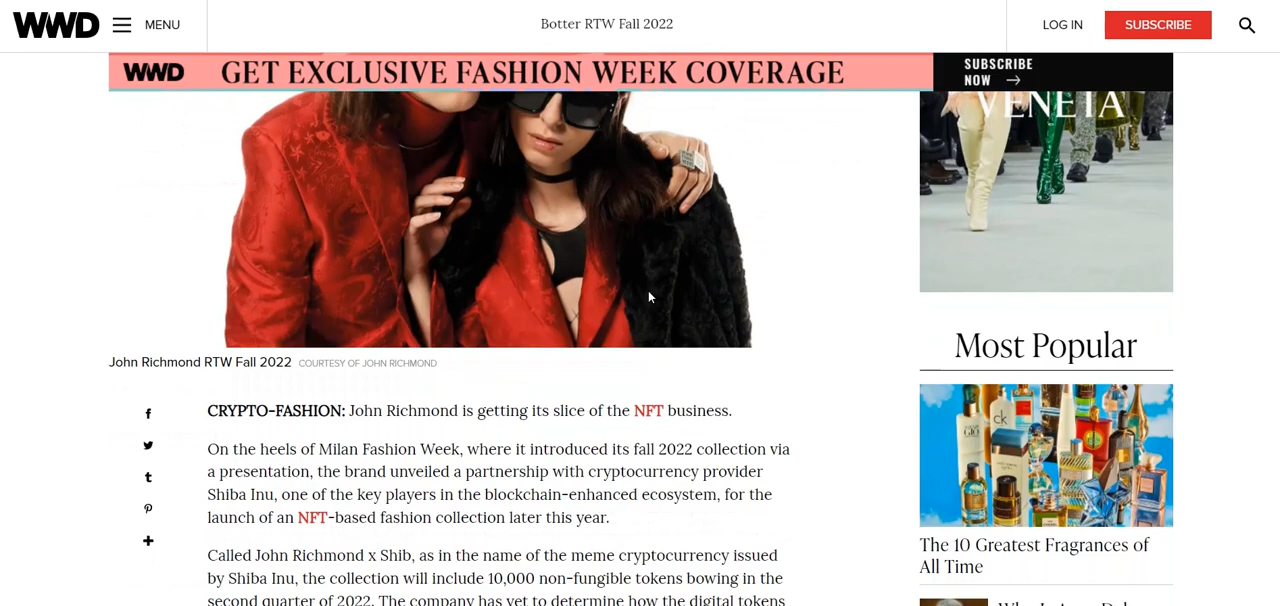 WWD
MENU
Botter RTW Fall 2022
LOG IN
SUBSCRIBE
WWD GET EXCLUSIVE FASHION WEEK COVERAGE
SUBSCRIBE
NOW →
VENETA
John Richmond RTW Fall 2022 COURTESY OF JOHN RICHMOND
CRYPTO-FASHION: John Richmond is getting its slice of the NFT business.
On the heels of Milan Fashion Week, where it introduced its fall 2022 collection via
a presentation, the brand unveiled a partnership with cryptocurrency provider
Shiba Inu, one of the key players in the blockchain-enhanced ecosystem, for the
launch of an NFT-based fashion collection later this year.
Called John Richmond x Shib, as in the name of the meme cryptocurrency issued
by Shiba Inu, the collection will include 10,000 non-fungible tokens bowing in the
second quarter of 2022. The company has yet to determine how the digital tokens
Most Popular
ck
The 10 Greatest Fragrances of
All Time